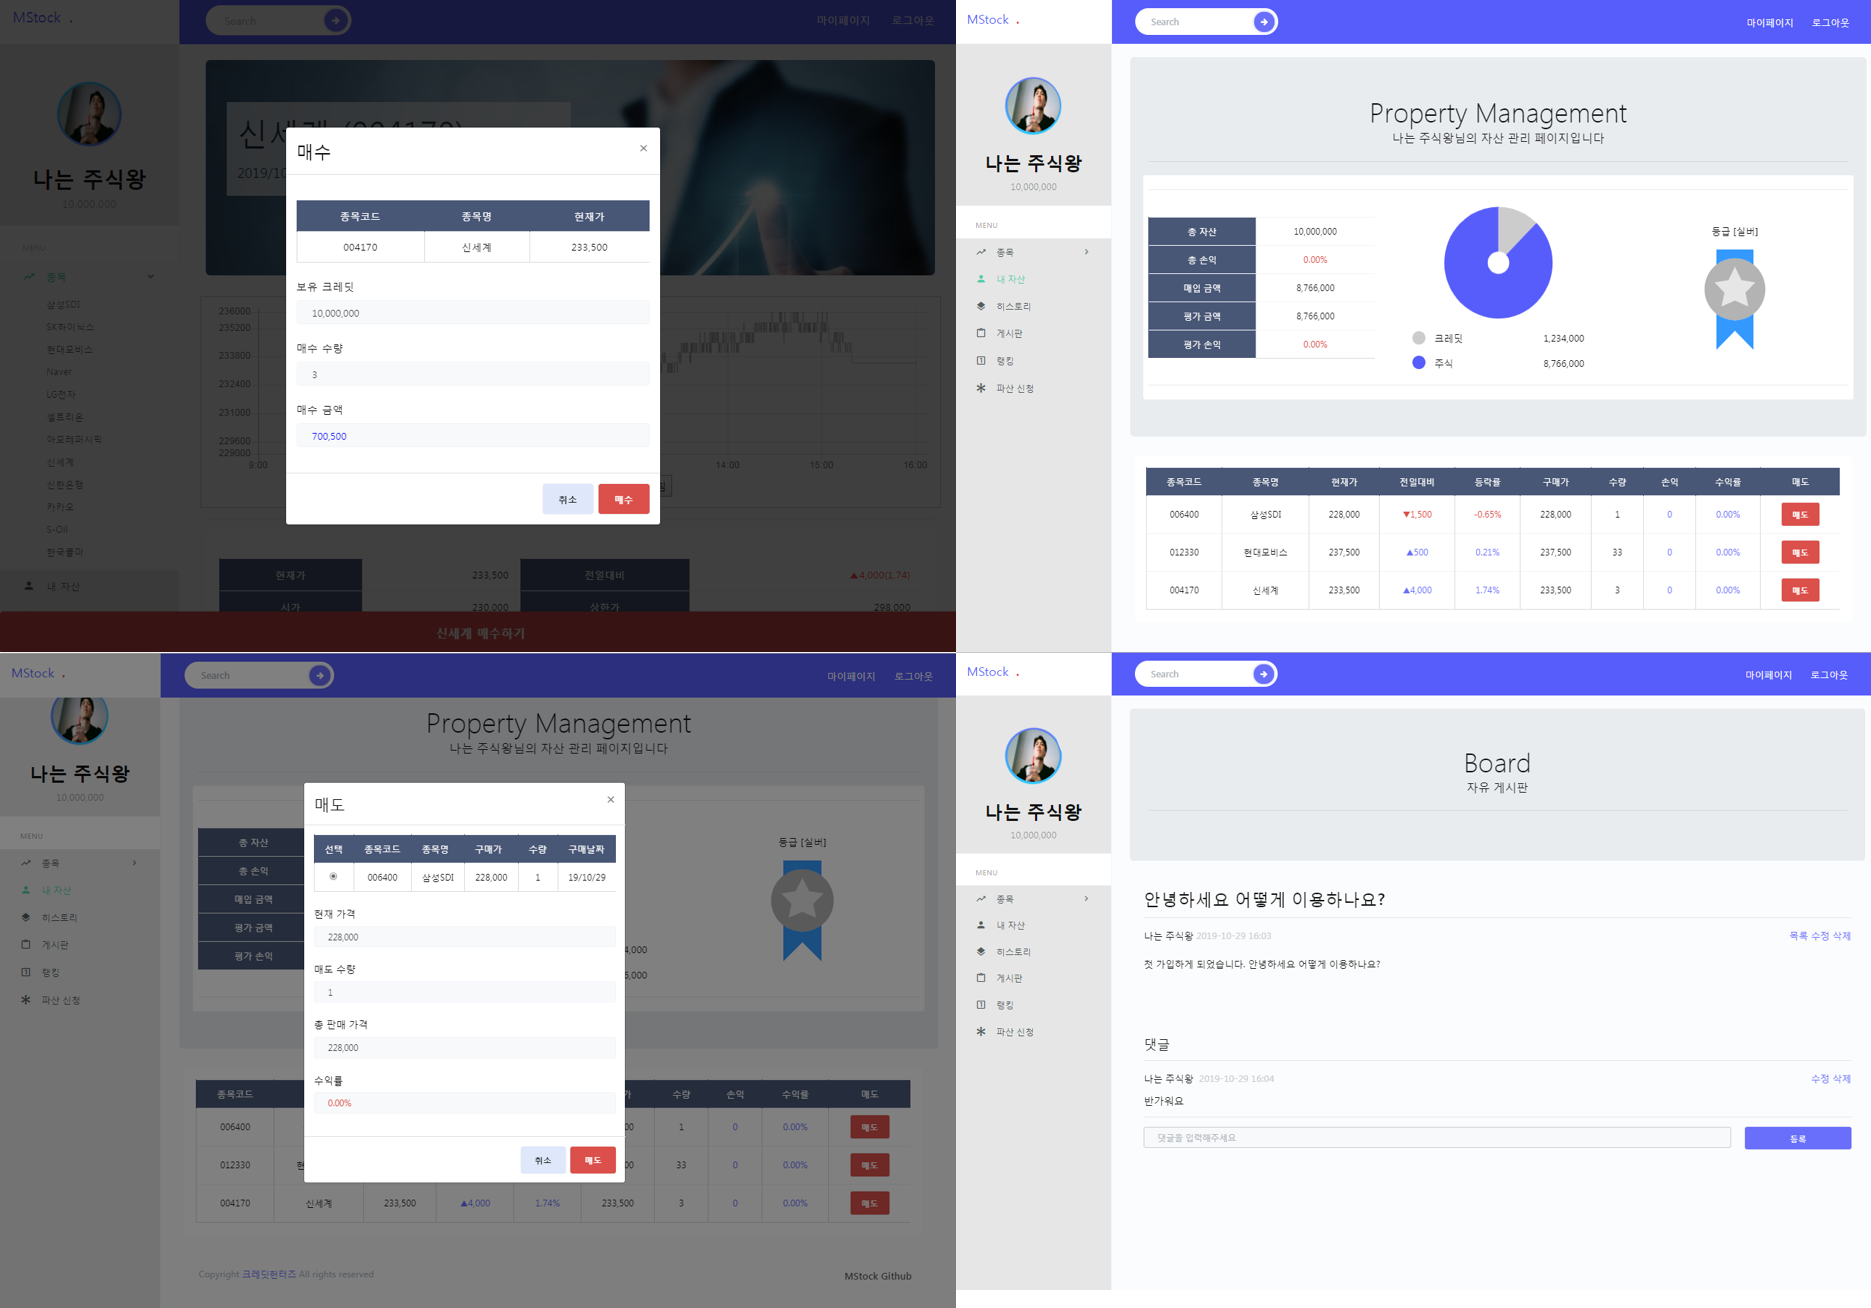 MStock .
Search
마이페이지 로그아웃
나는 주식왕
10,000,000
MENU
종목
삼성SDI
SK하이닉스
현대모비스
Naver
LG전자
셀트리온
아모레퍼시픽
신세계
신한은행
카카오
S-Oil
한국콜마
내 자산
신세계 (004170)
2019/10
매수 ×
종목코드 종목명 현재가
004170 신세계 233,500
보유 크레딧
10,000,000
매수 수량
3
매수 금액
700,500
취소 매수
236000
235200
233800
232400
231000
229600
229000
9:00 14:00 15:00 16:00
현재가 233,500 전일대비 ▲4,000(1.74)
시가 230,000 상한가 298,000
신세계 매수하기
MStock .
Search
마이페이지 로그아웃
나는 주식왕
10,000,000
MENU
종목
내 자산
히스토리
게시판
랭킹
파산 신청
Property Management
나는 주식왕님의 자산 관리 페이지입니다
총 자산 10,000,000
총 손익 0.00%
매입 금액 8,766,000
평가 금액 8,766,000
평가 손익 0.00%
크레딧 1,234,000
주식 8,766,000
등급 [실버]
종목코드 종목명 현재가 전일대비 등락률 구매가 수량 손익 수익률 매도
006400 삼성SDI 228,000 ▼1,500 -0.65% 228,000 1 0 0.00% 매도
012330 현대모비스 237,500 ▲500 0.21% 237,500 33 0 0.00% 매도
004170 신세계 233,500 ▲4,000 1.74% 233,500 3 0 0.00% 매도
MStock .
Search
마이페이지 로그아웃
나는 주식왕
10,000,000
MENU
종목
내 자산
히스토리
게시판
랭킹
파산 신청
Property Management
나는 주식왕님의 자산 관리 페이지입니다
총 자산
총 손익
매입 금액
평가 금액
평가 손익
4,000
6,000
등급 [실버]
매도 ×
선택 종목코드 종목명 구매가 수량 구매날짜
006400 삼성SDI 228,000 1 19/10/29
현재 가격
228,000
매도 수량
1
총 판매 가격
228,000
수익률
0.00%
취소 매도
종목코드 가 수량 손익 수익률 매도
006400 00 1 0 0.00% 매도
012330 현 00 33 0 0.00% 매도
004170 신세계 233,500 ▲4,000 1.74% 233,500 3 0 0.00% 매도
Copyright 크레딧헌터즈 All rights reserved
MStock Github
MStock .
Search
마이페이지 로그아웃
나는 주식왕
10,000,000
MENU
종목
내 자산
히스토리
게시판
랭킹
파산 신청
Board
자유 게시판
안녕하세요 어떻게 이용하나요?
나는 주식왕 2019-10-29 16:03 목록 수정 삭제
첫 가입하게 되었습니다. 안녕하세요 어떻게 이용하나요?
댓글
나는 주식왕 2019-10-29 16:04 수정 삭제
반가워요
댓글을 입력해주세요
등록